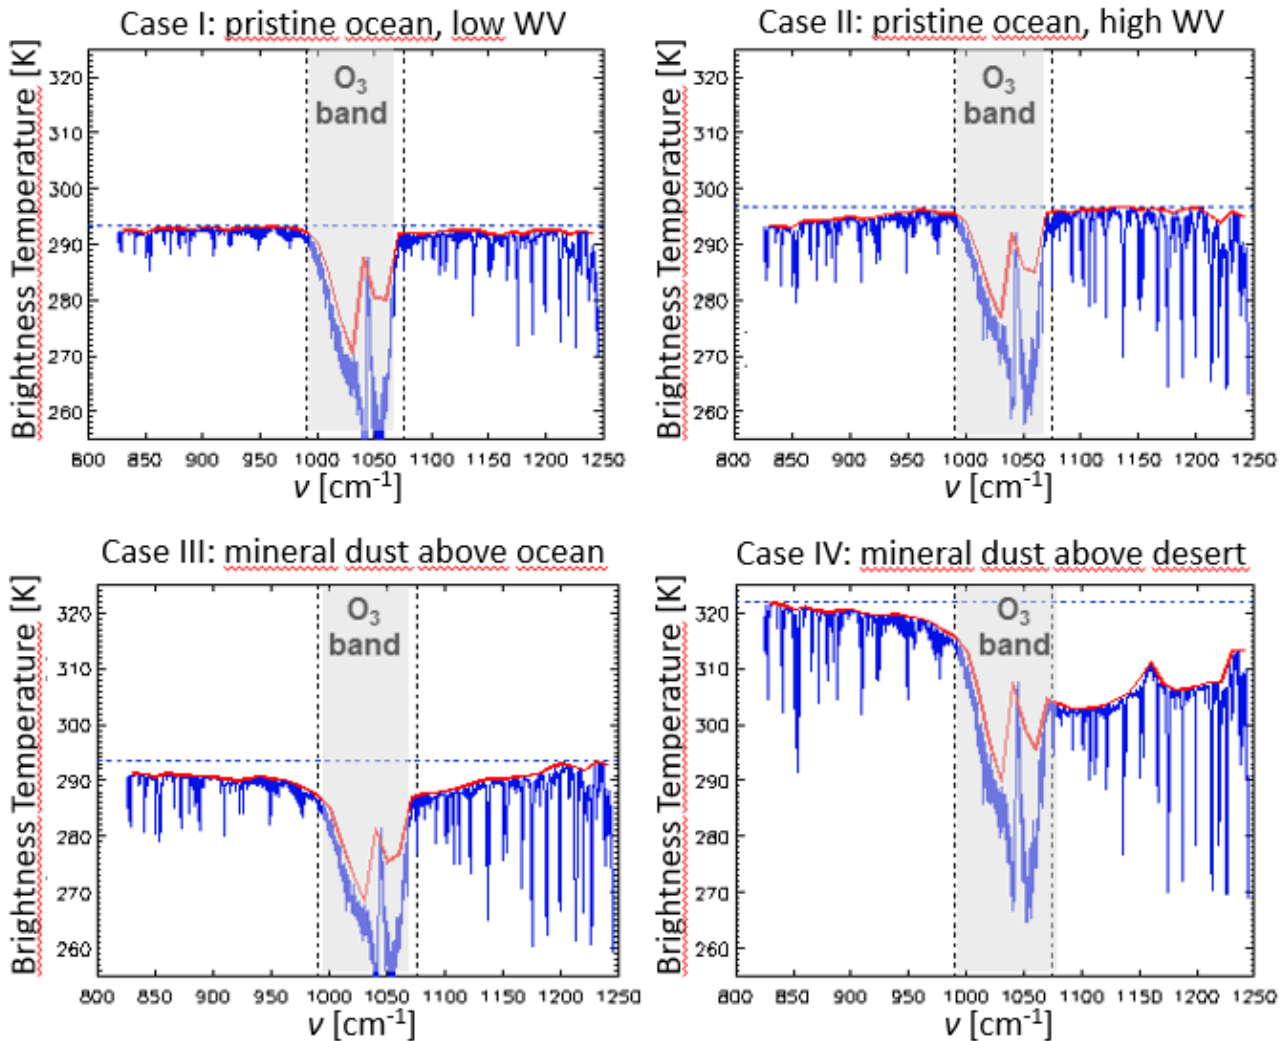 Case I: pristine ocean, low WV
Brightness Temperature [K]
320
310
300
290
280
270
260
O3
band
800 850 900 950 1000 1050 1100 1150 1200 1250
ν [cm-1]
Case II: pristine ocean, high WV
Brightness Temperature [K]
320
310
300
290
280
270
260
O3
band
800 850 900 950 1000 1050 1100 1150 1200 1250
ν [cm-1]
Case III: mineral dust above ocean
Brightness Temperature [K]
320
310
300
290
280
270
260
O3
band
800 850 900 950 1000 1050 1100 1150 1200 1250
ν [cm-1]
Case IV: mineral dust above desert
Brightness Temperature [K]
320
310
300
290
280
270
260
O3
band
800 850 900 950 1000 1050 1100 1150 1200 1250
ν [cm-1]